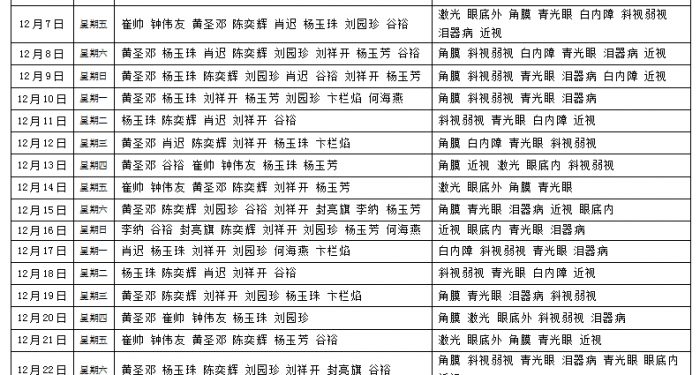 12月7日 星期五 崔帅 钟伟友 黄圣邓 陈奕辉 肖迟 杨玉珠 刘园珍 谷裕 激光 眼底外 角膜 青光眼 白内障 斜视弱视
泪器病 近视
12月8日 星期六 黄圣邓 杨玉珠 肖迟 陈奕辉 刘园珍 刘祥开 杨玉芳 谷裕 角膜 斜视弱视 白内障 青光眼 泪器病 近视
12月9日 星期日 黄圣邓 杨玉珠 陈奕辉 刘园珍 肖迟 谷裕 刘祥开 杨玉芳 角膜 斜视弱视 青光眼 泪器病 白内障 近视
12月10日 星期一 黄圣邓 杨玉珠 刘祥开 杨玉芳 刘园珍 卞栏焰 何海燕 角膜 斜视弱视 青光眼 泪器病
12月11日 星期二 杨玉珠 陈奕辉 肖迟 刘祥开 谷裕 斜视弱视 青光眼 白内障 近视
12月12日 星期三 黄圣邓 肖迟 陈奕辉 刘祥开 杨玉珠 卞栏焰 角膜 白内障 青光眼 斜视弱视
12月13日 星期四 黄圣邓 谷裕 崔帅 钟伟友 杨玉珠 杨玉芳 角膜 近视 激光 眼底内 斜视弱视
12月14日 星期五 崔帅 钟伟友 黄圣邓 陈奕辉 刘祥开 杨玉芳 激光 眼底外 角膜 青光眼
12月15日 星期六 黄圣邓 陈奕辉 刘园珍 谷裕 刘祥开 封亮旗 李纳 杨玉芳 角膜 青光眼 泪器病 近视 眼底内
12月16日 星期日 李纳 谷裕 封亮旗 陈奕辉 刘祥开 刘园珍 杨玉芳 何海燕 近视 眼底内 青光眼 泪器病
12月17日 星期一 肖迟 杨玉珠 刘祥开 刘园珍 何海燕 卞栏焰 白内障 斜视弱视 青光眼 泪器病
12月18日 星期二 杨玉珠 陈奕辉 肖迟 刘祥开 谷裕 斜视弱视 青光眼 白内障 近视
12月19日 星期三 黄圣邓 陈奕辉 刘祥开 刘园珍 杨玉珠 卞栏焰 角膜 青光眼 泪器病 斜视弱视
12月20日 星期四 黄圣邓 崔帅 钟伟友 杨玉珠 刘园珍 角膜 激光 眼底外 斜视弱视 泪器病
12月21日 星期五 崔帅 钟伟友 黄圣邓 陈奕辉 杨玉芳 谷裕 激光 眼底外 角膜 青光眼 近视
12月22日 星期六 黄圣邓 杨玉珠 陈奕辉 刘园珍 刘祥开 封亮旗 谷裕 角膜 斜视弱视 青光眼 泪器病 青光眼 眼底内